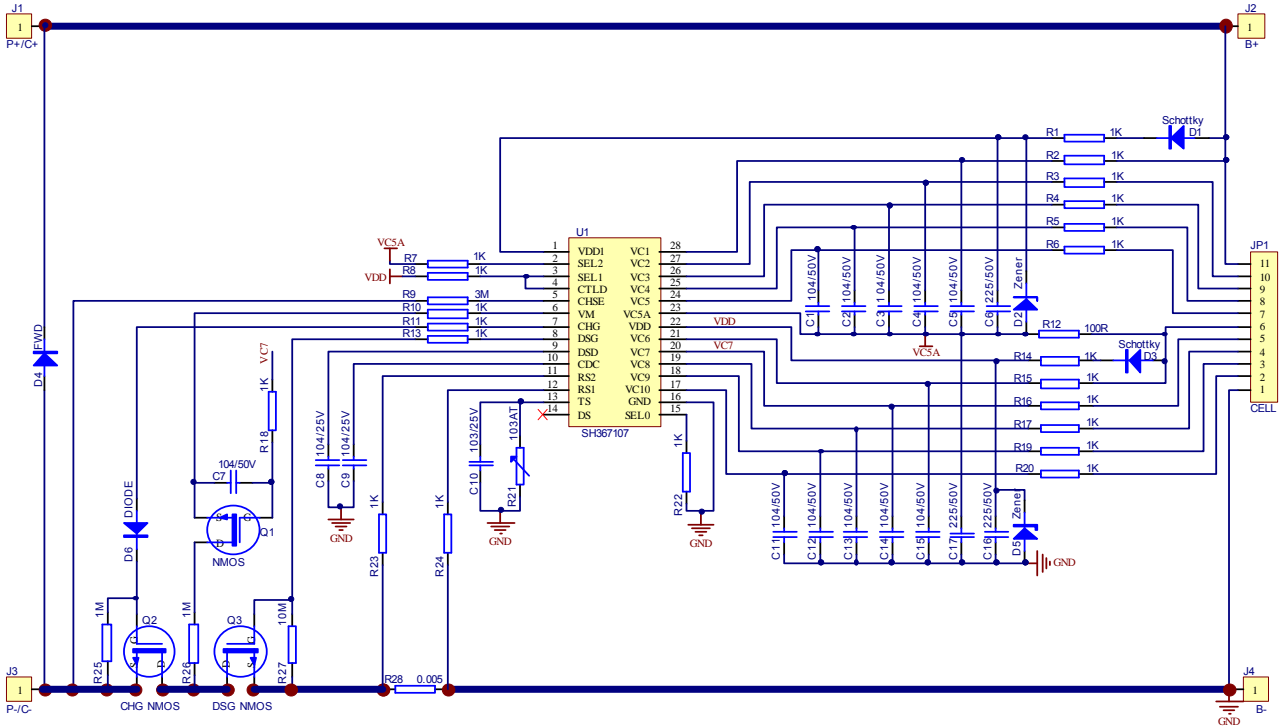 J1
1
P+/C+
J2
1
B+
R1 1K
Schottky
D1
R2 1K
R3 1K
R4 1K
R5 1K
R6 1K
U1
1 VDD1 VC1 28
2 SEL2 VC2 27
3 SEL1 VC3 26
4 CTLD VC4 25
5 CHSE VC5 24
6 VM VC5A 23
7 CHG VDD 22
8 DSG VC6 21
9 DSD VC7 20
10 CDC VC8 19
11 RS2 VC9 18
12 RS1 VC10 17
13 TS GND 16
14 DS SEL0 15
SH367107
VC5A
R7 1K
VDD
R8 1K
R9 3M
R10 1K
R11 1K
R13 1K
VDD
VC7
C1 104/50V
C2 104/50V
C3 104/50V
C4 104/50V
C5 104/50V
C6 225/50V
D2 Zener
VC5A
R12 100R
R14 1K
Schottky
D3
R15 1K
R16 1K
R17 1K
R19 1K
R20 1K
JP1
11
10
9
8
7
6
5
4
3
2
1
CELL
D4 FWD
VC7
R18 1K
104/50V
C7
S G
D
Q1
NMOS
D6 DIODE
C8 104/25V
C9 104/25V
GND
C10 103/25V
R21 103AT
GND
R22 1K
GND
C11 104/50V
C12 104/50V
C13 104/50V
C14 104/50V
C15 104/50V
C17 225/50V
C16 225/50V
D5 Zener
GND
R23 1K
R24 1K
R25 1M
Q2
G
S D
CHG NMOS
R26 1M
Q3
G
D S
DSG NMOS
R27 10M
R28 0.005
J3
1
P-/C-
J4
1
B-
GND